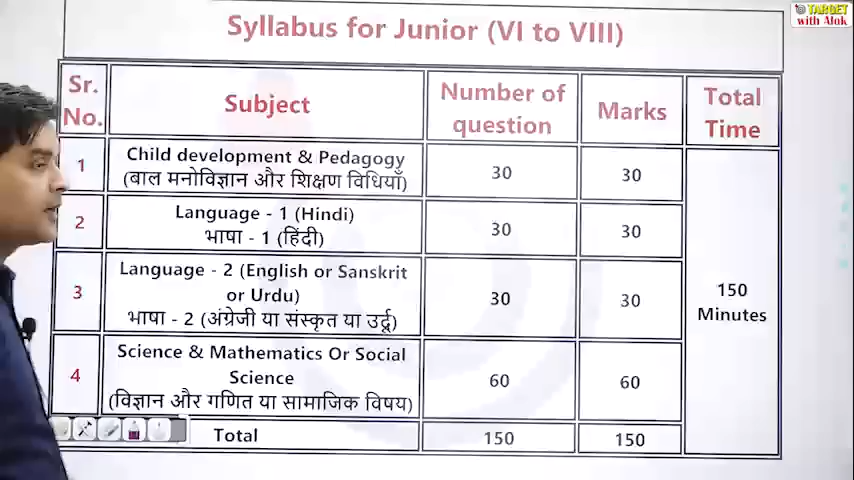 TARGET
with Alok
Syllabus for Junior (VI to VIII)
Sr. No. Subject Number of question Marks Total Time
1 Child development & Pedagogy (बाल मनोविज्ञान और शिक्षण विधियाँ) 30 30
2 Language - 1 (Hindi) भाषा - 1 (हिंदी) 30 30
3 Language - 2 (English or Sanskrit or Urdu) भाषा - 2 (अंग्रेजी या संस्कृत या उर्दू) 30 30
150 Minutes
4 Science & Mathematics Or Social Science (विज्ञान और गणित या सामाजिक विषय) 60 60
Total 150 150